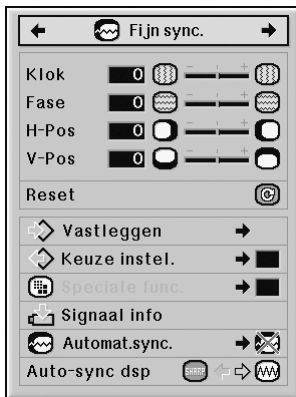 Fijn sync.
Klok 0 - +
Fase 0 - +
H-Pos 0 - +
V-Pos 0 - +
Reset
Vastleggen
Keuze instel.
Speciale func.
Signaal info
Automat.sync.
Auto-sync dsp SHARP